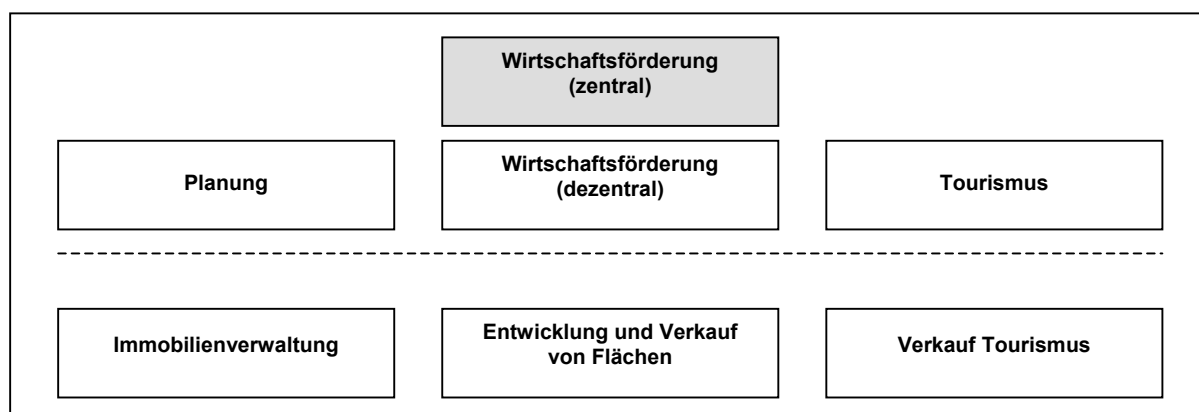 Wirtschaftsförderung
(zentral)
Planung
Wirtschaftsförderung
(dezentral)
Tourismus
Immobilienverwaltung
Entwicklung und Verkauf
von Flächen
Verkauf Tourismus